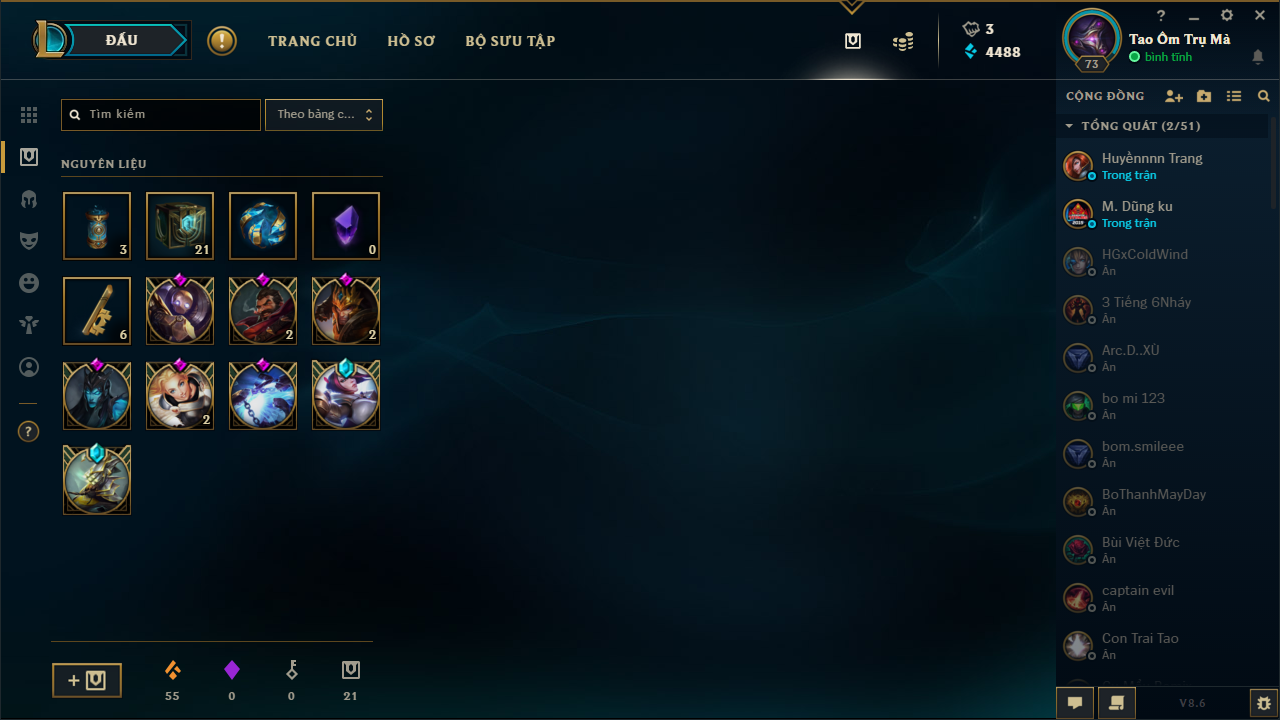 ĐẤU
TRANG CHỦ
HỒ SƠ
BỘ SƯU TẬP
3
4488
73
Tao Ôm Trụ Mà
bình tĩnh
Tìm kiếm
Theo bảng c...
NGUYÊN LIỆU
3
21
0
6
2
2
2
55
0
0
21
CỘNG ĐỒNG
TỔNG QUÁT (2/51)
Huyềnnnn Trang
Trong trận
M. Dũng ku
Trong trận
HGxColdWind
Ẩn
3 Tiếng 6Nháy
Ẩn
Arc.D..XÙ
Ẩn
bo mi 123
Ẩn
bom.smileee
Ẩn
BoThanhMayDay
Ẩn
Bùi Việt Đức
Ẩn
captain evil
Ẩn
Con Trai Tao
Ẩn
V8.6